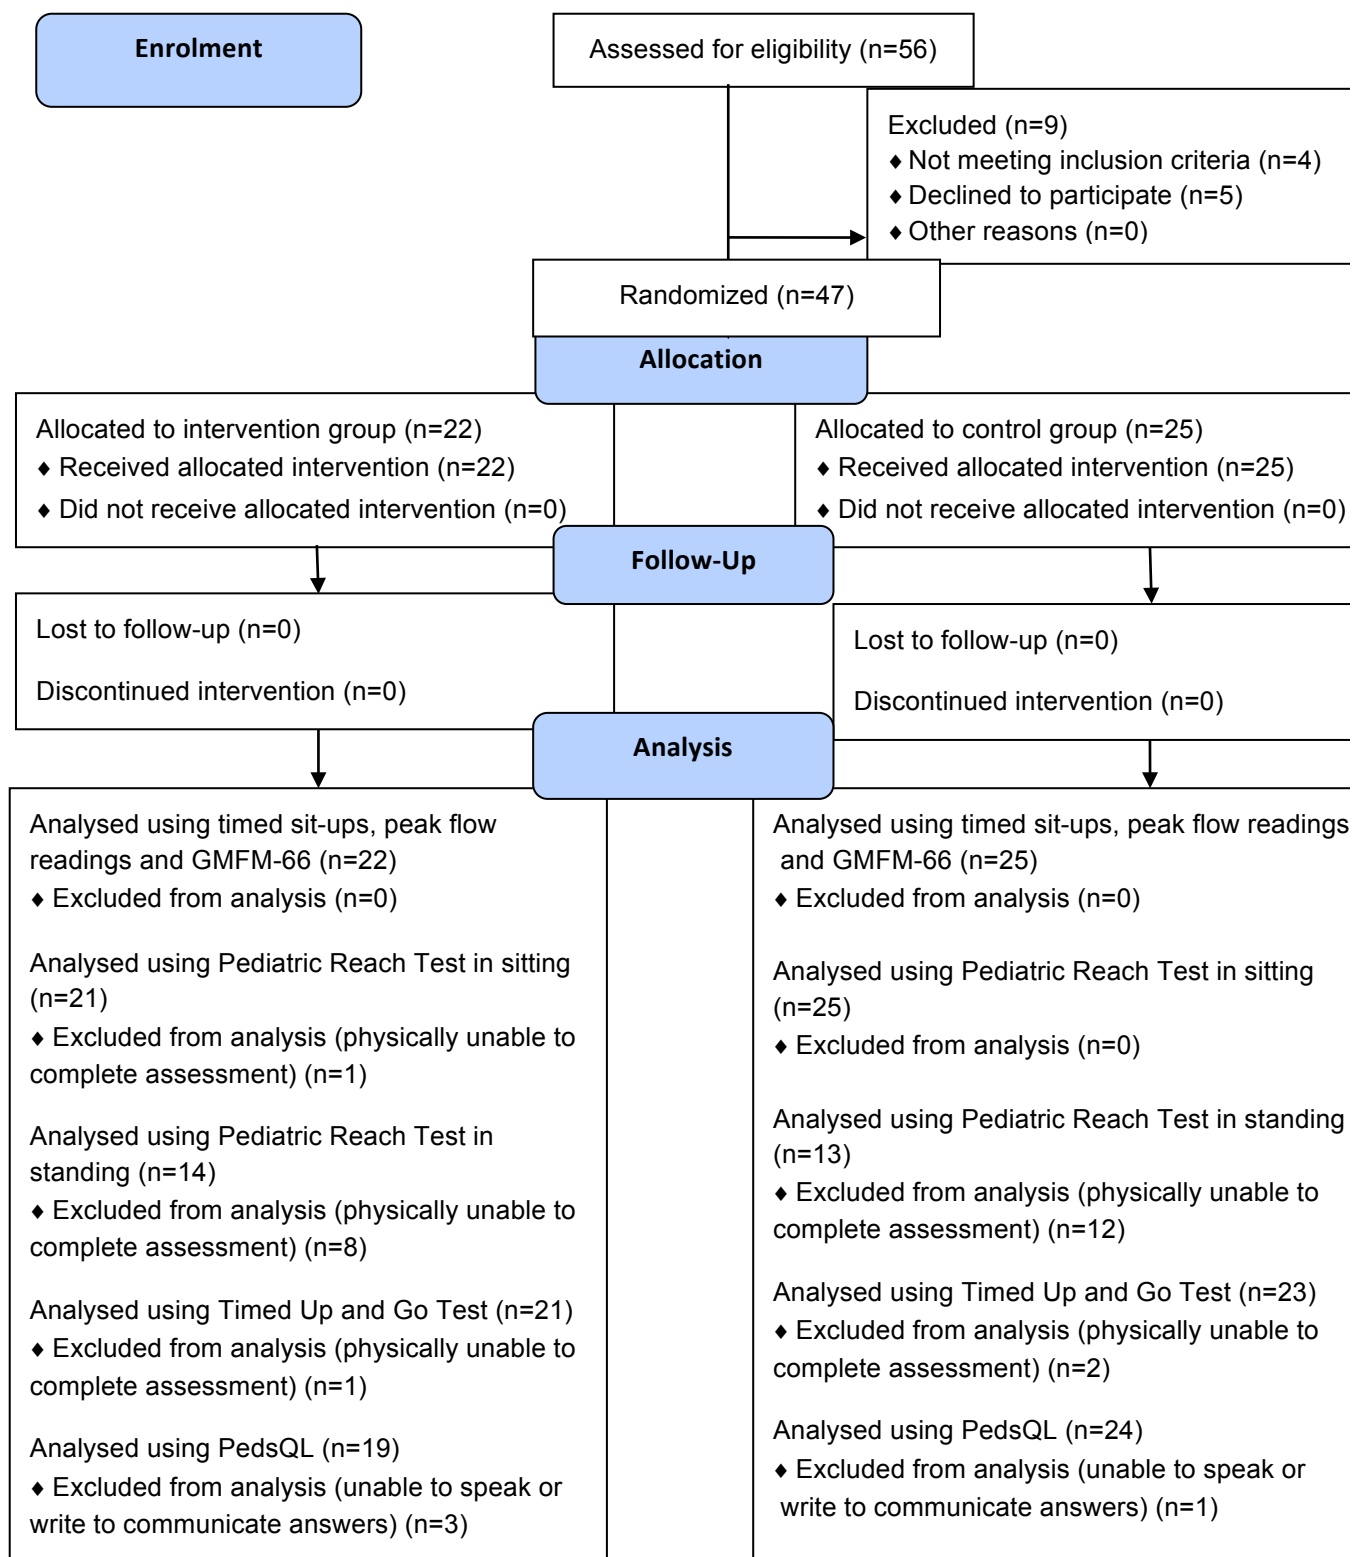 Enrolment
Assessed for eligibility (n=56)
Excluded (n=9)
♦ Not meeting inclusion criteria (n=4)
♦ Declined to participate (n=5)
♦ Other reasons (n=0)
Randomized (n=47)
Allocation
Allocated to intervention group (n=22)
♦ Received allocated intervention (n=22)
♦ Did not receive allocated intervention (n=0)
Allocated to control group (n=25)
♦ Received allocated intervention (n=25)
♦ Did not receive allocated intervention (n=0)
Follow-Up
Lost to follow-up (n=0)
Discontinued intervention (n=0)
Lost to follow-up (n=0)
Discontinued intervention (n=0)
Analysis
Analysed using timed sit-ups, peak flow
readings and GMFM-66 (n=22)
♦ Excluded from analysis (n=0)
Analysed using Pediatric Reach Test in sitting
(n=21)
♦ Excluded from analysis (physically unable to
complete assessment) (n=1)
Analysed using Pediatric Reach Test in
standing (n=14)
♦ Excluded from analysis (physically unable to
complete assessment) (n=8)
Analysed using Timed Up and Go Test (n=21)
♦ Excluded from analysis (physically unable to
complete assessment) (n=1)
Analysed using PedsQL (n=19)
♦ Excluded from analysis (unable to speak or
write to communicate answers) (n=3)
Analysed using timed sit-ups, peak flow readings
and GMFM-66 (n=25)
♦ Excluded from analysis (n=0)
Analysed using Pediatric Reach Test in sitting
(n=25)
♦ Excluded from analysis (n=0)
Analysed using Pediatric Reach Test in standing
(n=13)
♦ Excluded from analysis (physically unable to
complete assessment) (n=12)
Analysed using Timed Up and Go Test (n=23)
♦ Excluded from analysis (physically unable to
complete assessment) (n=2)
Analysed using PedsQL (n=24)
♦ Excluded from analysis (unable to speak or
write to communicate answers) (n=1)